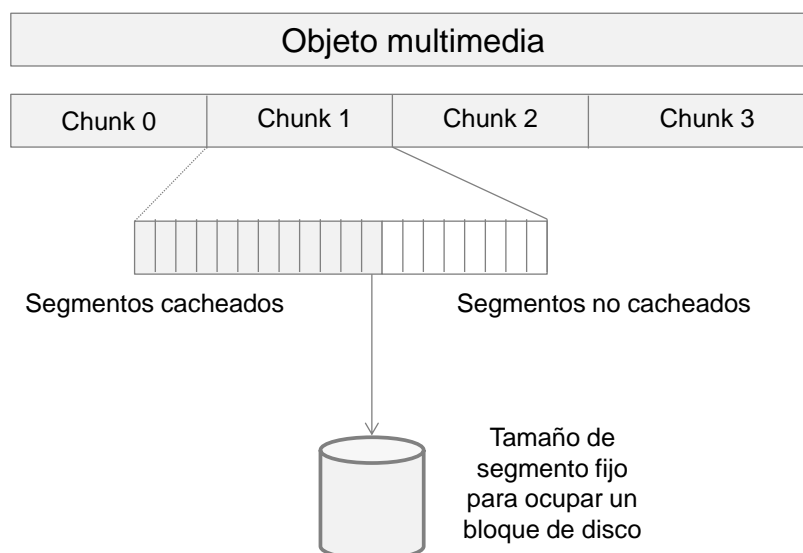 Objeto multimedia
Chunk 0
Chunk 1
Chunk 2
Chunk 3
Segmentos cacheados
Segmentos no cacheados
Tamaño de
segmento fijo
para ocupar un
bloque de disco